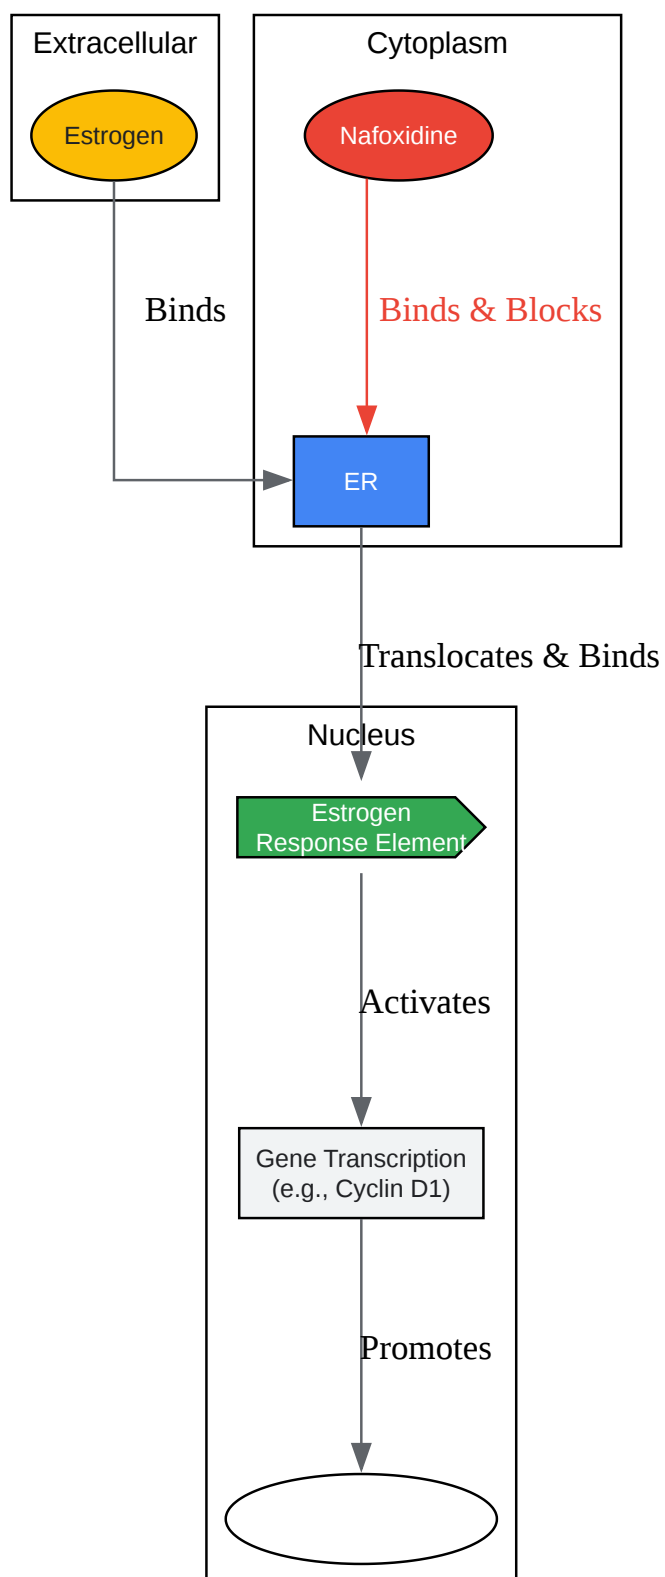 Extracellular
Cytoplasm
Estrogen
Nafoxidine
Binds
Binds & Blocks
ER
Translocates & Binds
Nucleus
Estrogen
Response Element
Activates
Gene Transcription
(e.g., Cyclin D1)
Promotes